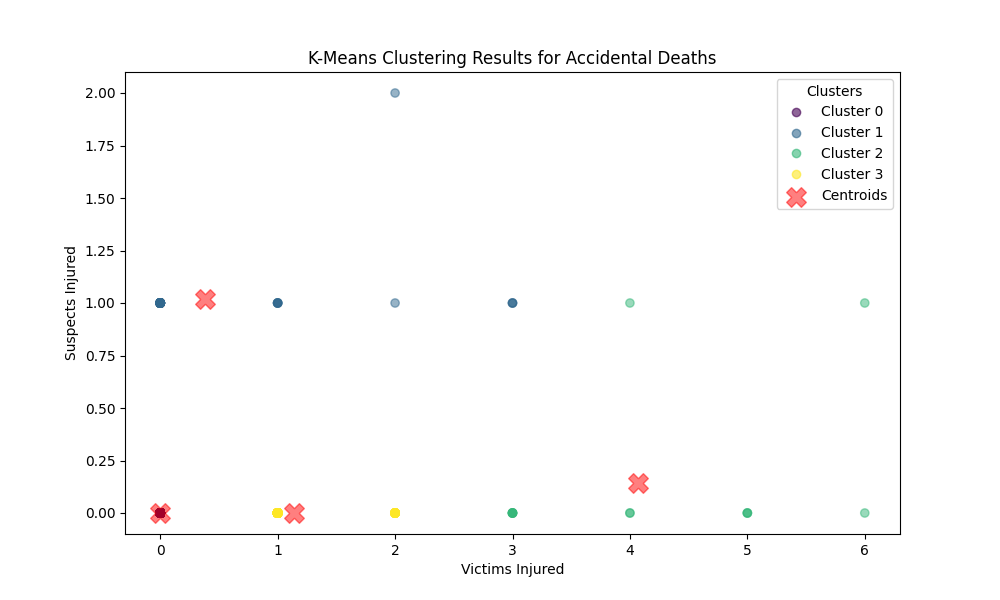 K-Means Clustering Results for Accidental Deaths
Clusters
Cluster 0
Cluster 1
Cluster 2
Cluster 3
Centroids
Suspects Injured
2.00
1.75
1.50
1.25
1.00
0.75
0.50
0.25
0.00
0 1 2 3 4 5 6
Victims Injured